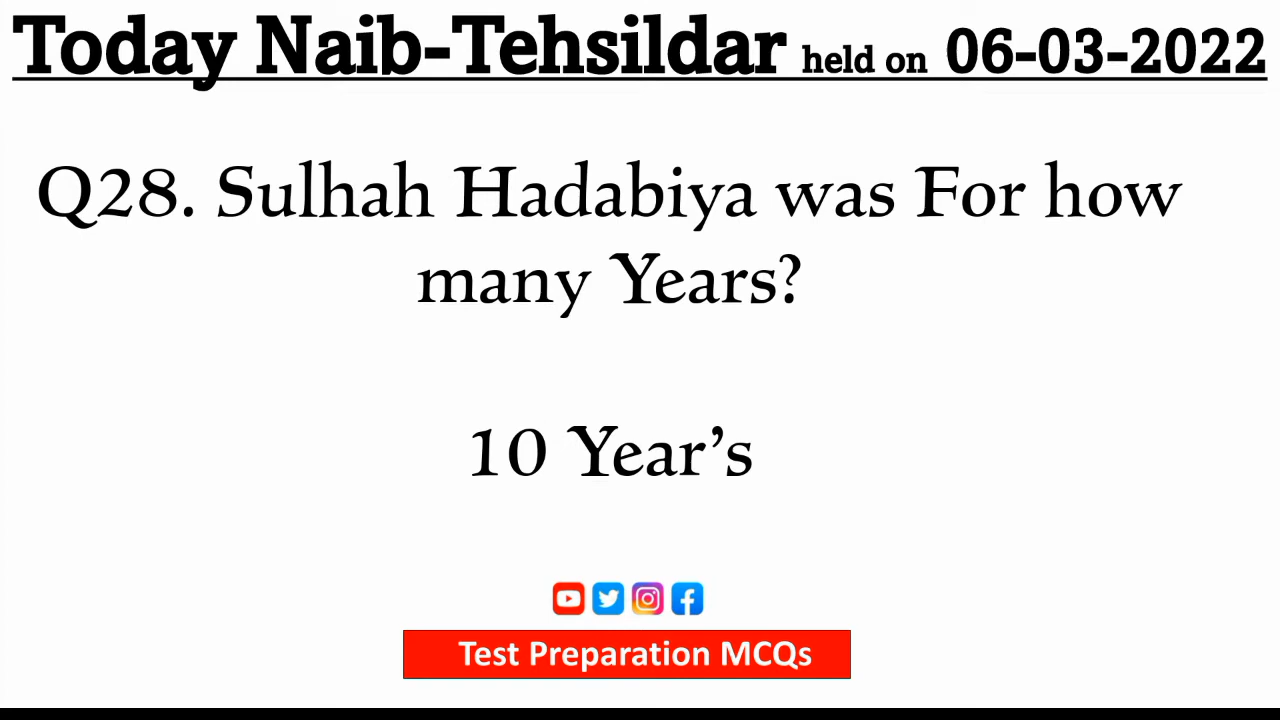 Today Naib-Tehsildar held on 06-03-2022
Q28. Sulhah Hadabiya was For how
many Years?
10 Year’s
Test Preparation MCQs